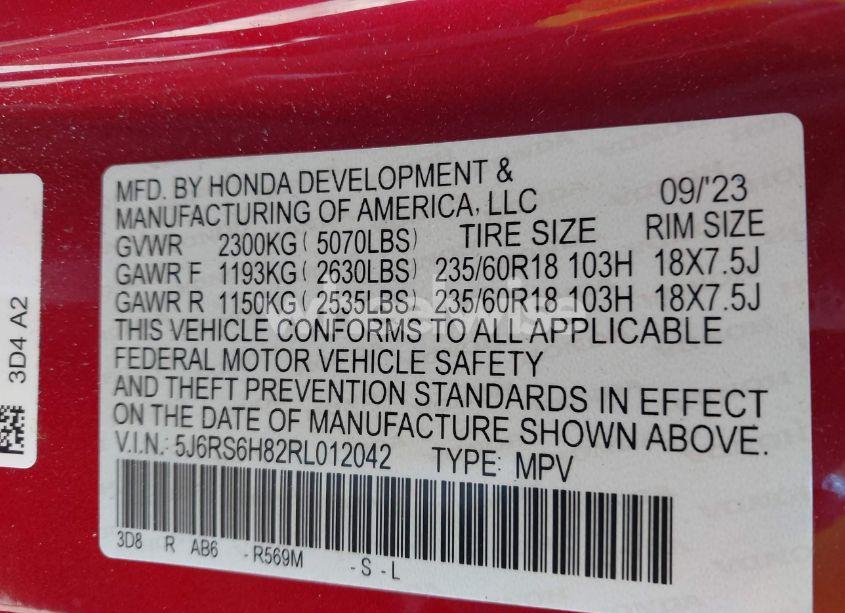 MFD. BY HONDA DEVELOPMENT &
MANUFACTURING OF AMERICA, LLC 09/'23
GVWR 2300KG ( 5070LBS) TIRE SIZE RIM SIZE
GAWR F 1193KG ( 2630LBS) 235/60R18 103H 18X7.5J
GAWR R 1150KG ( 2535LBS) 235/60R18 103H 18X7.5J
THIS VEHICLE CONFORMS TO ALL APPLICABLE
FEDERAL MOTOR VEHICLE SAFETY
AND THEFT PREVENTION STANDARDS IN EFFECT
ON THE DATE OF MANUFACTURE SHOWN ABOVE.
V.I.N.: 5J6RS6H82RL012042 TYPE: MPV
3D8 R AB6 -R569M -S -L
3D4 A2